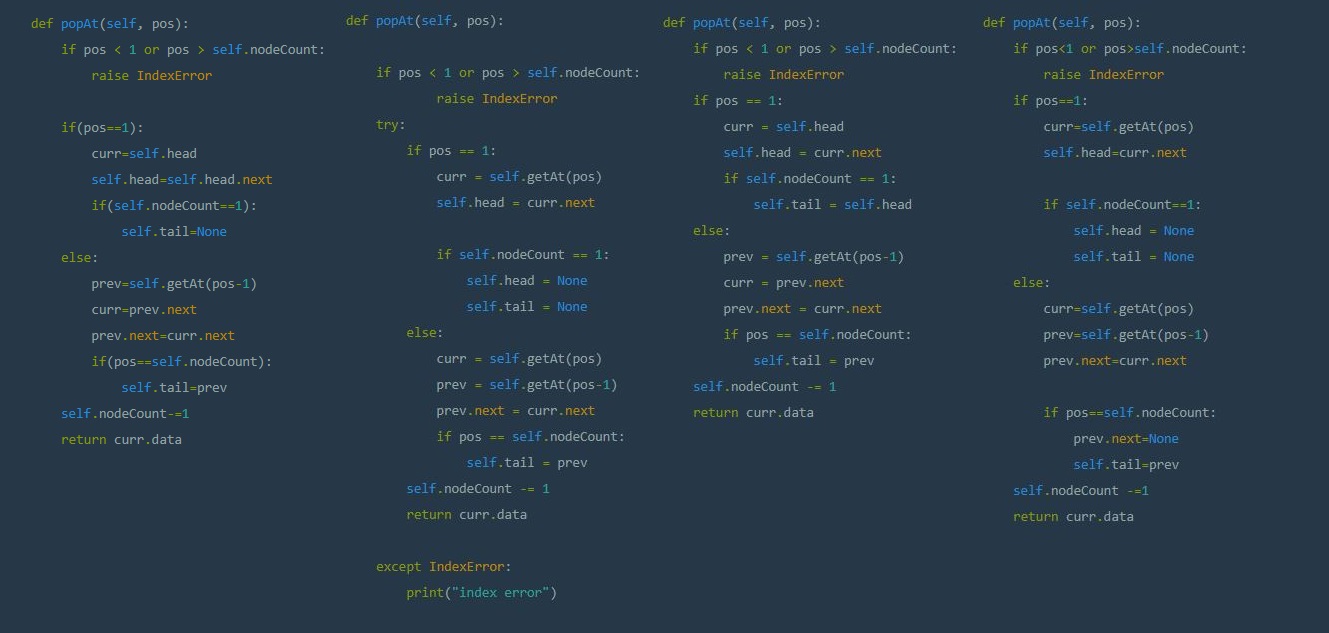 def popAt(self, pos):
    if pos < 1 or pos > self.nodeCount:
        raise IndexError

    if(pos==1):
        curr=self.head
        self.head=self.head.next
        if(self.nodeCount==1):
            self.tail=None
    else:
        prev=self.getAt(pos-1)
        curr=prev.next
        prev.next=curr.next
        if(pos==self.nodeCount):
            self.tail=prev
    self.nodeCount-=1
    return curr.data

def popAt(self, pos):

    if pos < 1 or pos > self.nodeCount:
            raise IndexError
    try:
        if pos == 1:
            curr = self.getAt(pos)
            self.head = curr.next

            if self.nodeCount == 1:
                self.head = None
                self.tail = None
        else:
            curr = self.getAt(pos)
            prev = self.getAt(pos-1)
            prev.next = curr.next
            if pos == self.nodeCount:
                self.tail = prev
        self.nodeCount -= 1
        return curr.data

    except IndexError:
        print("index error")

def popAt(self, pos):
    if pos < 1 or pos > self.nodeCount:
        raise IndexError
    if pos == 1:
        curr = self.head
        self.head = curr.next
        if self.nodeCount == 1:
            self.tail = self.head
    else:
        prev = self.getAt(pos-1)
        curr = prev.next
        prev.next = curr.next
        if pos == self.nodeCount:
            self.tail = prev
    self.nodeCount -= 1
    return curr.data

def popAt(self, pos):
    if pos<1 or pos>self.nodeCount:
        raise IndexError
    if pos==1:
        curr=self.getAt(pos)
        self.head=curr.next

        if self.nodeCount==1:
            self.head = None
            self.tail = None
    else:
        curr=self.getAt(pos)
        prev=self.getAt(pos-1)
        prev.next=curr.next

        if pos==self.nodeCount:
            prev.next=None
            self.tail=prev
    self.nodeCount -=1
    return curr.data